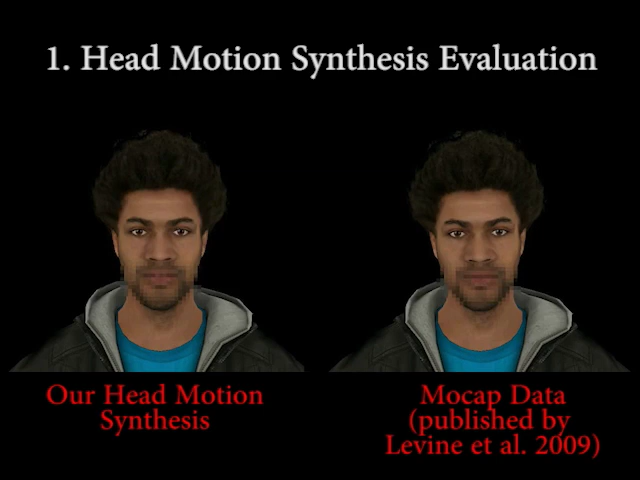 1. Head Motion Synthesis Evaluation
Our Head Motion
Synthesis
Mocap Data
(published by
Levine et al. 2009)